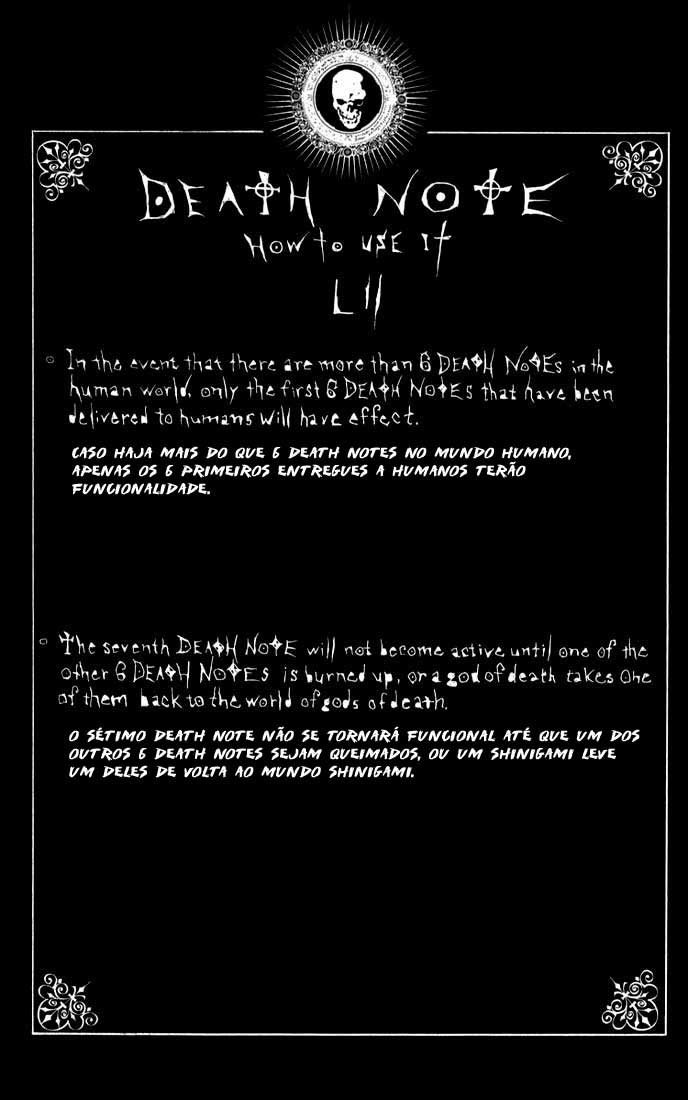 DEATH NOTE
HOW to USE IT
LII
In the event that there are more than 6 DEATH NOTEs in the
human world, only the first 6 DEATH NOTEs that have been
delivered to humans will have effect.
CASO HAJA MAIS DO QUE 6 DEATH NOTES NO MUNDO HUMANO,
APENAS OS 6 PRIMEIROS ENTREGUES A HUMANOS TERÃO
FUNCIONALIDADE.
The seventh DEATH NOTE will not become active until one of the
other 6 DEATH NOTES is burned up, or a god of death takes One
of them back to the world of gods of death.
O SÉTIMO DEATH NOTE NÃO SE TORNARÁ FUNCIONAL ATÉ QUE UM DOS
OUTROS 6 DEATH NOTES SEJAM QUEIMADOS, OU UM SHINIGAMI LEVE
UM DELES DE VOLTA AO MUNDO SHINIGAMI.